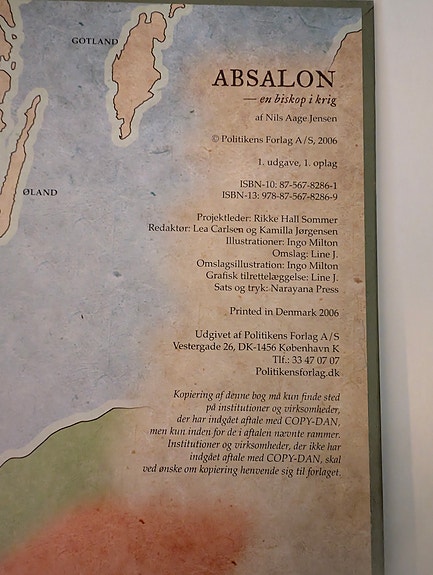 GOTLAND
ØLAND
ABSALON
— en biskop i krig
af Nils Aage Jensen
© Politikens Forlag A/S, 2006
1. udgave, 1. oplag
ISBN-10: 87-567-8286-1
ISBN-13: 978-87-567-8286-9
Projektleder: Rikke Hall Sommer
Redaktør: Lea Carlsen og Kamilla Jørgensen
Illustrationer: Ingo Milton
Omslag: Line J.
Omslagsillustration: Ingo Milton
Grafisk tilrettelæggelse: Line J.
Sats og tryk: Narayana Press
Printed in Denmark 2006
Udgivet af Politikens Forlag A/S
Vestergade 26, DK-1456 København K
Tlf.: 33 47 07 07
Politikensforlag.dk
Kopiering af denne bog må kun finde sted
på institutioner og virksomheder,
der har indgået aftale med COPY-DAN,
men kun inden for de i aftalen nævnte rammer.
Institutioner og virksomheder, der ikke har
indgået aftale med COPY-DAN, skal
ved ønske om kopiering henvende sig til forlaget.